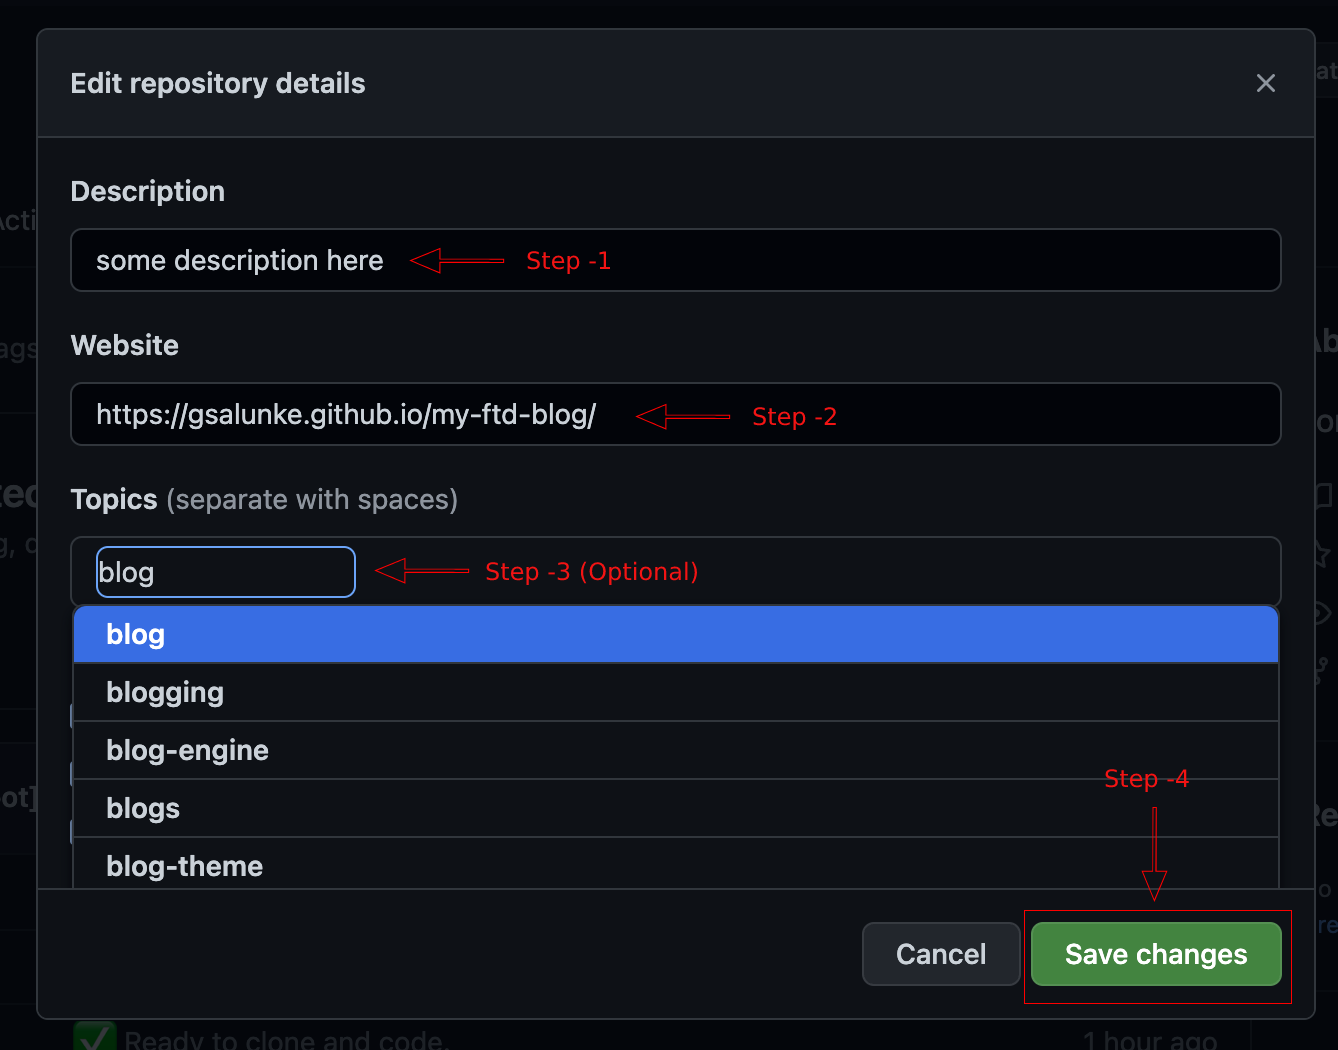 Edit repository details
Description
some description here Step -1
Website
https://gsalunke.github.io/my-ftd-blog/ Step -2
Topics (separate with spaces)
blog Step -3 (Optional)
blog
blogging
blog-engine
Step -4
blogs
blog-theme
Cancel Save changes
Ready to clone and code. 1 hour ago